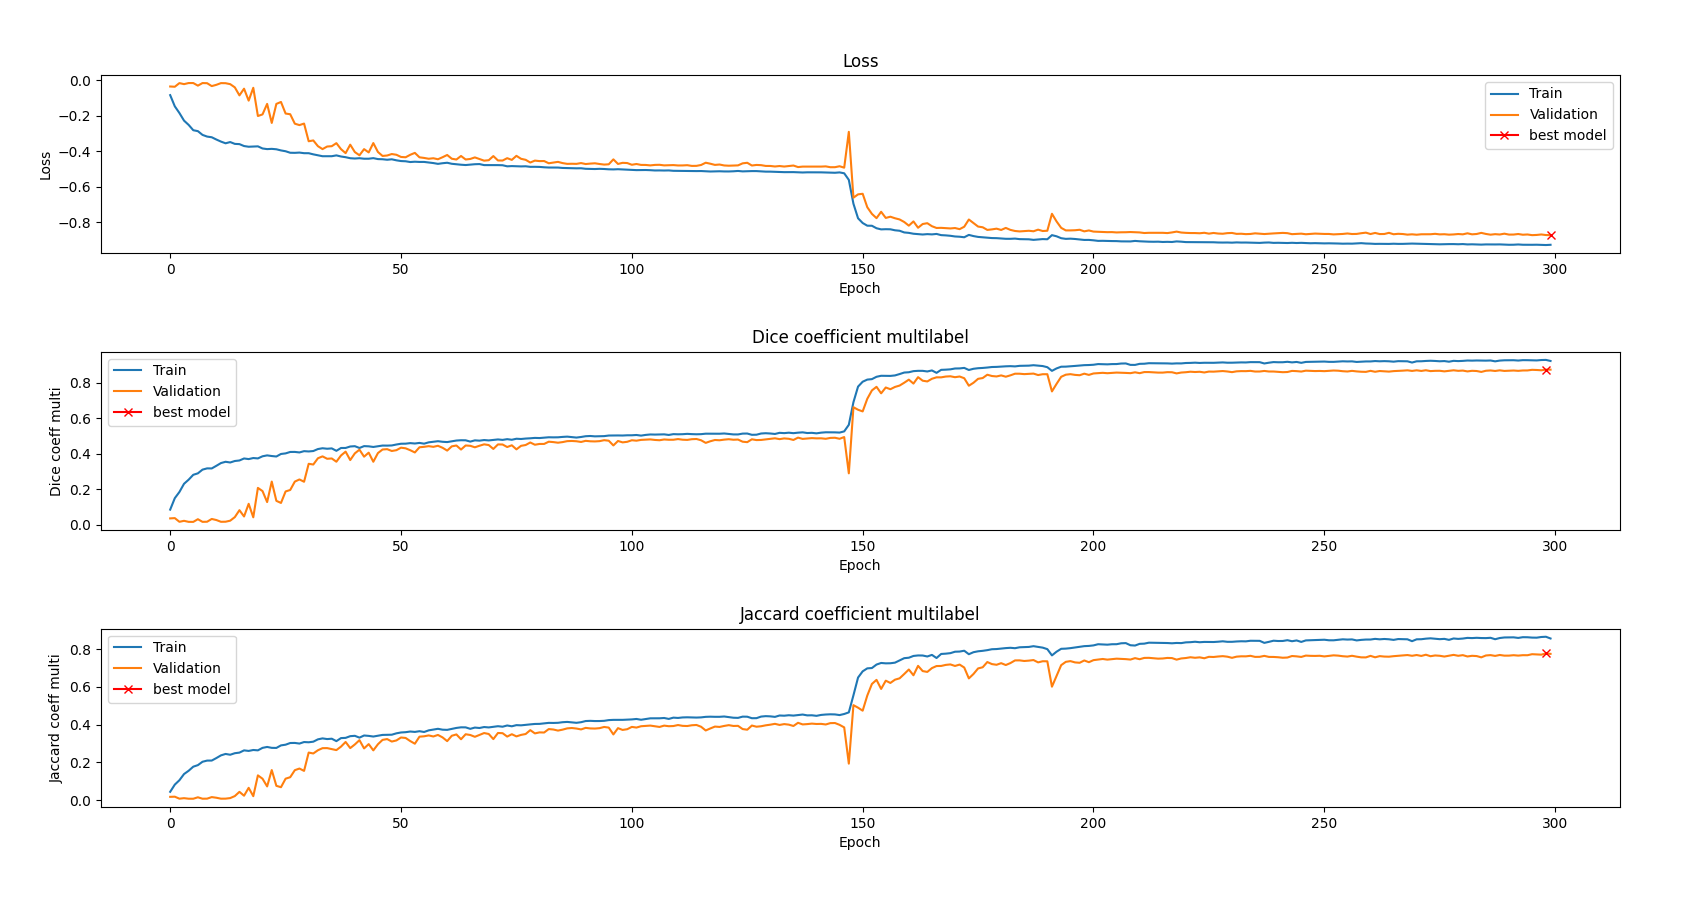 Loss
0.0
−0.2
−0.4
−0.6
−0.8
Loss
Train
Validation
best model
0 50 100 150 200 250 300
Epoch
Dice coefficient multilabel
0.8
0.6
0.4
0.2
0.0
Dice coeff multi
Train
Validation
best model
0 50 100 150 200 250 300
Epoch
Jaccard coefficient multilabel
0.8
0.6
0.4
0.2
0.0
Jaccard coeff multi
Train
Validation
best model
0 50 100 150 200 250 300
Epoch